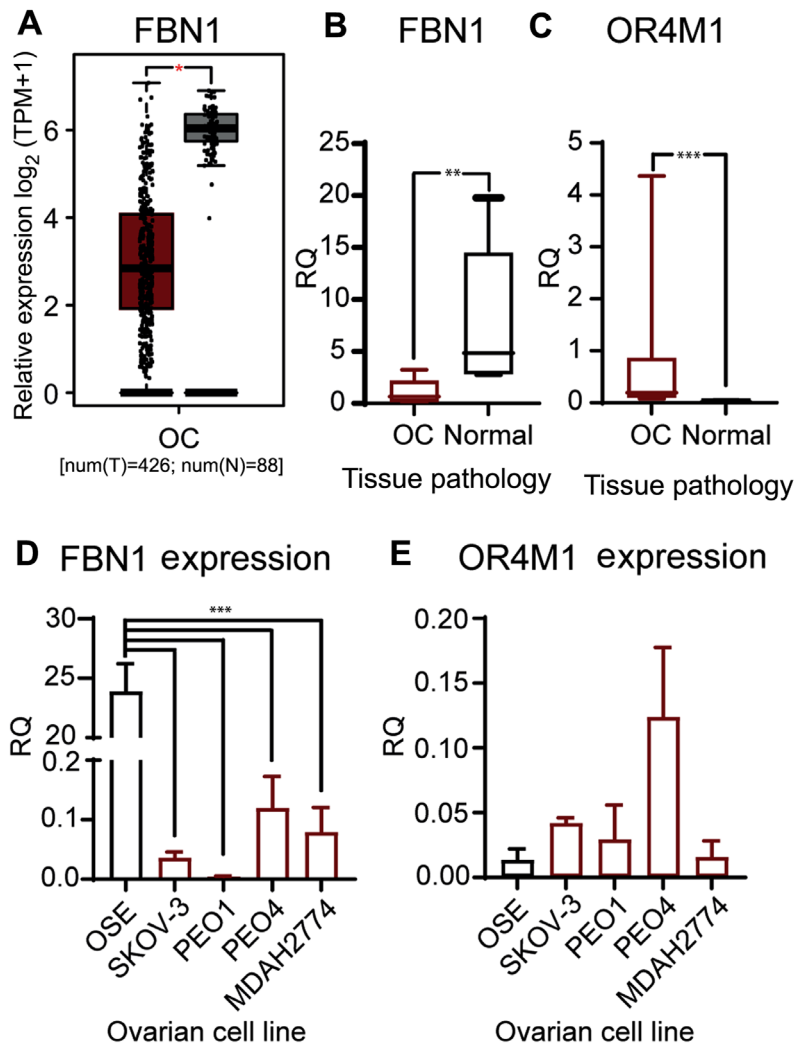 A
FBN1
Relative expression log2 (TPM+1)
6
4
2
0
*
OC
[num(T)=426; num(N)=88]
B
FBN1
RQ
25
20
15
10
5
0
**
OC Normal
Tissue pathology
C
OR4M1
RQ
5
4
3
2
1
0
***
OC Normal
Tissue pathology
D
FBN1 expression
RQ
30
25
20
0.2
0.1
0.0
***
OSE
SKOV-3
PEO1
PEO4
MDAH2774
Ovarian cell line
E
OR4M1 expression
RQ
0.20
0.15
0.10
0.05
0.00
OSE
SKOV-3
PEO1
PEO4
MDAH2774
Ovarian cell line